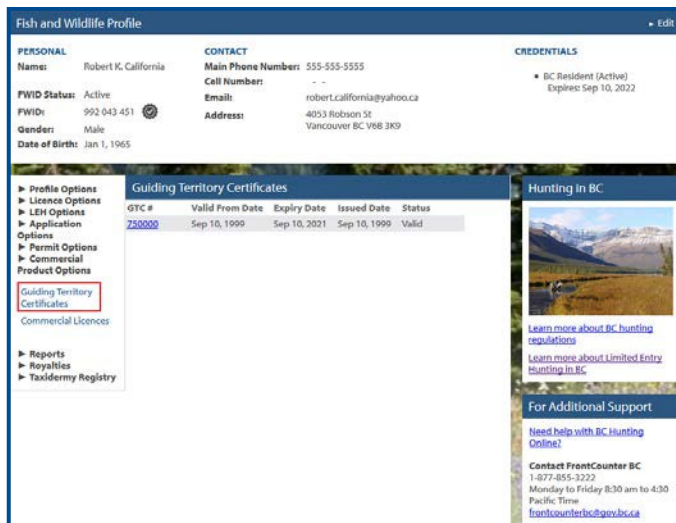 Fish and Wildlife Profile
▸ Edit
PERSONAL
Name: Robert K. California
FWID Status: Active
FWID: 992 043 451
Gender: Male
Date of Birth: Jan 1, 1965
CONTACT
Main Phone Number: 555-555-5555
Cell Number: - -
Email: robert.california@yahoo.ca
Address: 4053 Robson St
Vancouver BC V6B 3K9
CREDENTIALS
▪ BC Resident (Active)
Expires: Sep 10, 2022
► Profile Options
► Licence Options
► LEH Options
► Application
Options
► Permit Options
► Commercial
Product Options
Guiding Territory
Certificates
Commercial Licences
► Reports
► Royalties
► Taxidermy Registry
Guiding Territory Certificates
GTC # Valid From Date Expiry Date Issued Date Status
750000 Sep 10, 1999 Sep 10, 2021 Sep 10, 1999 Valid
Hunting in BC
Learn more about BC hunting
regulations
Learn more about Limited Entry
Hunting in BC
For Additional Support
Need help with BC Hunting
Online?
Contact FrontCounter BC
1-877-855-3222
Monday to Friday 8:30 am to 4:30
Pacific Time
frontcounterbc@gov.bc.ca